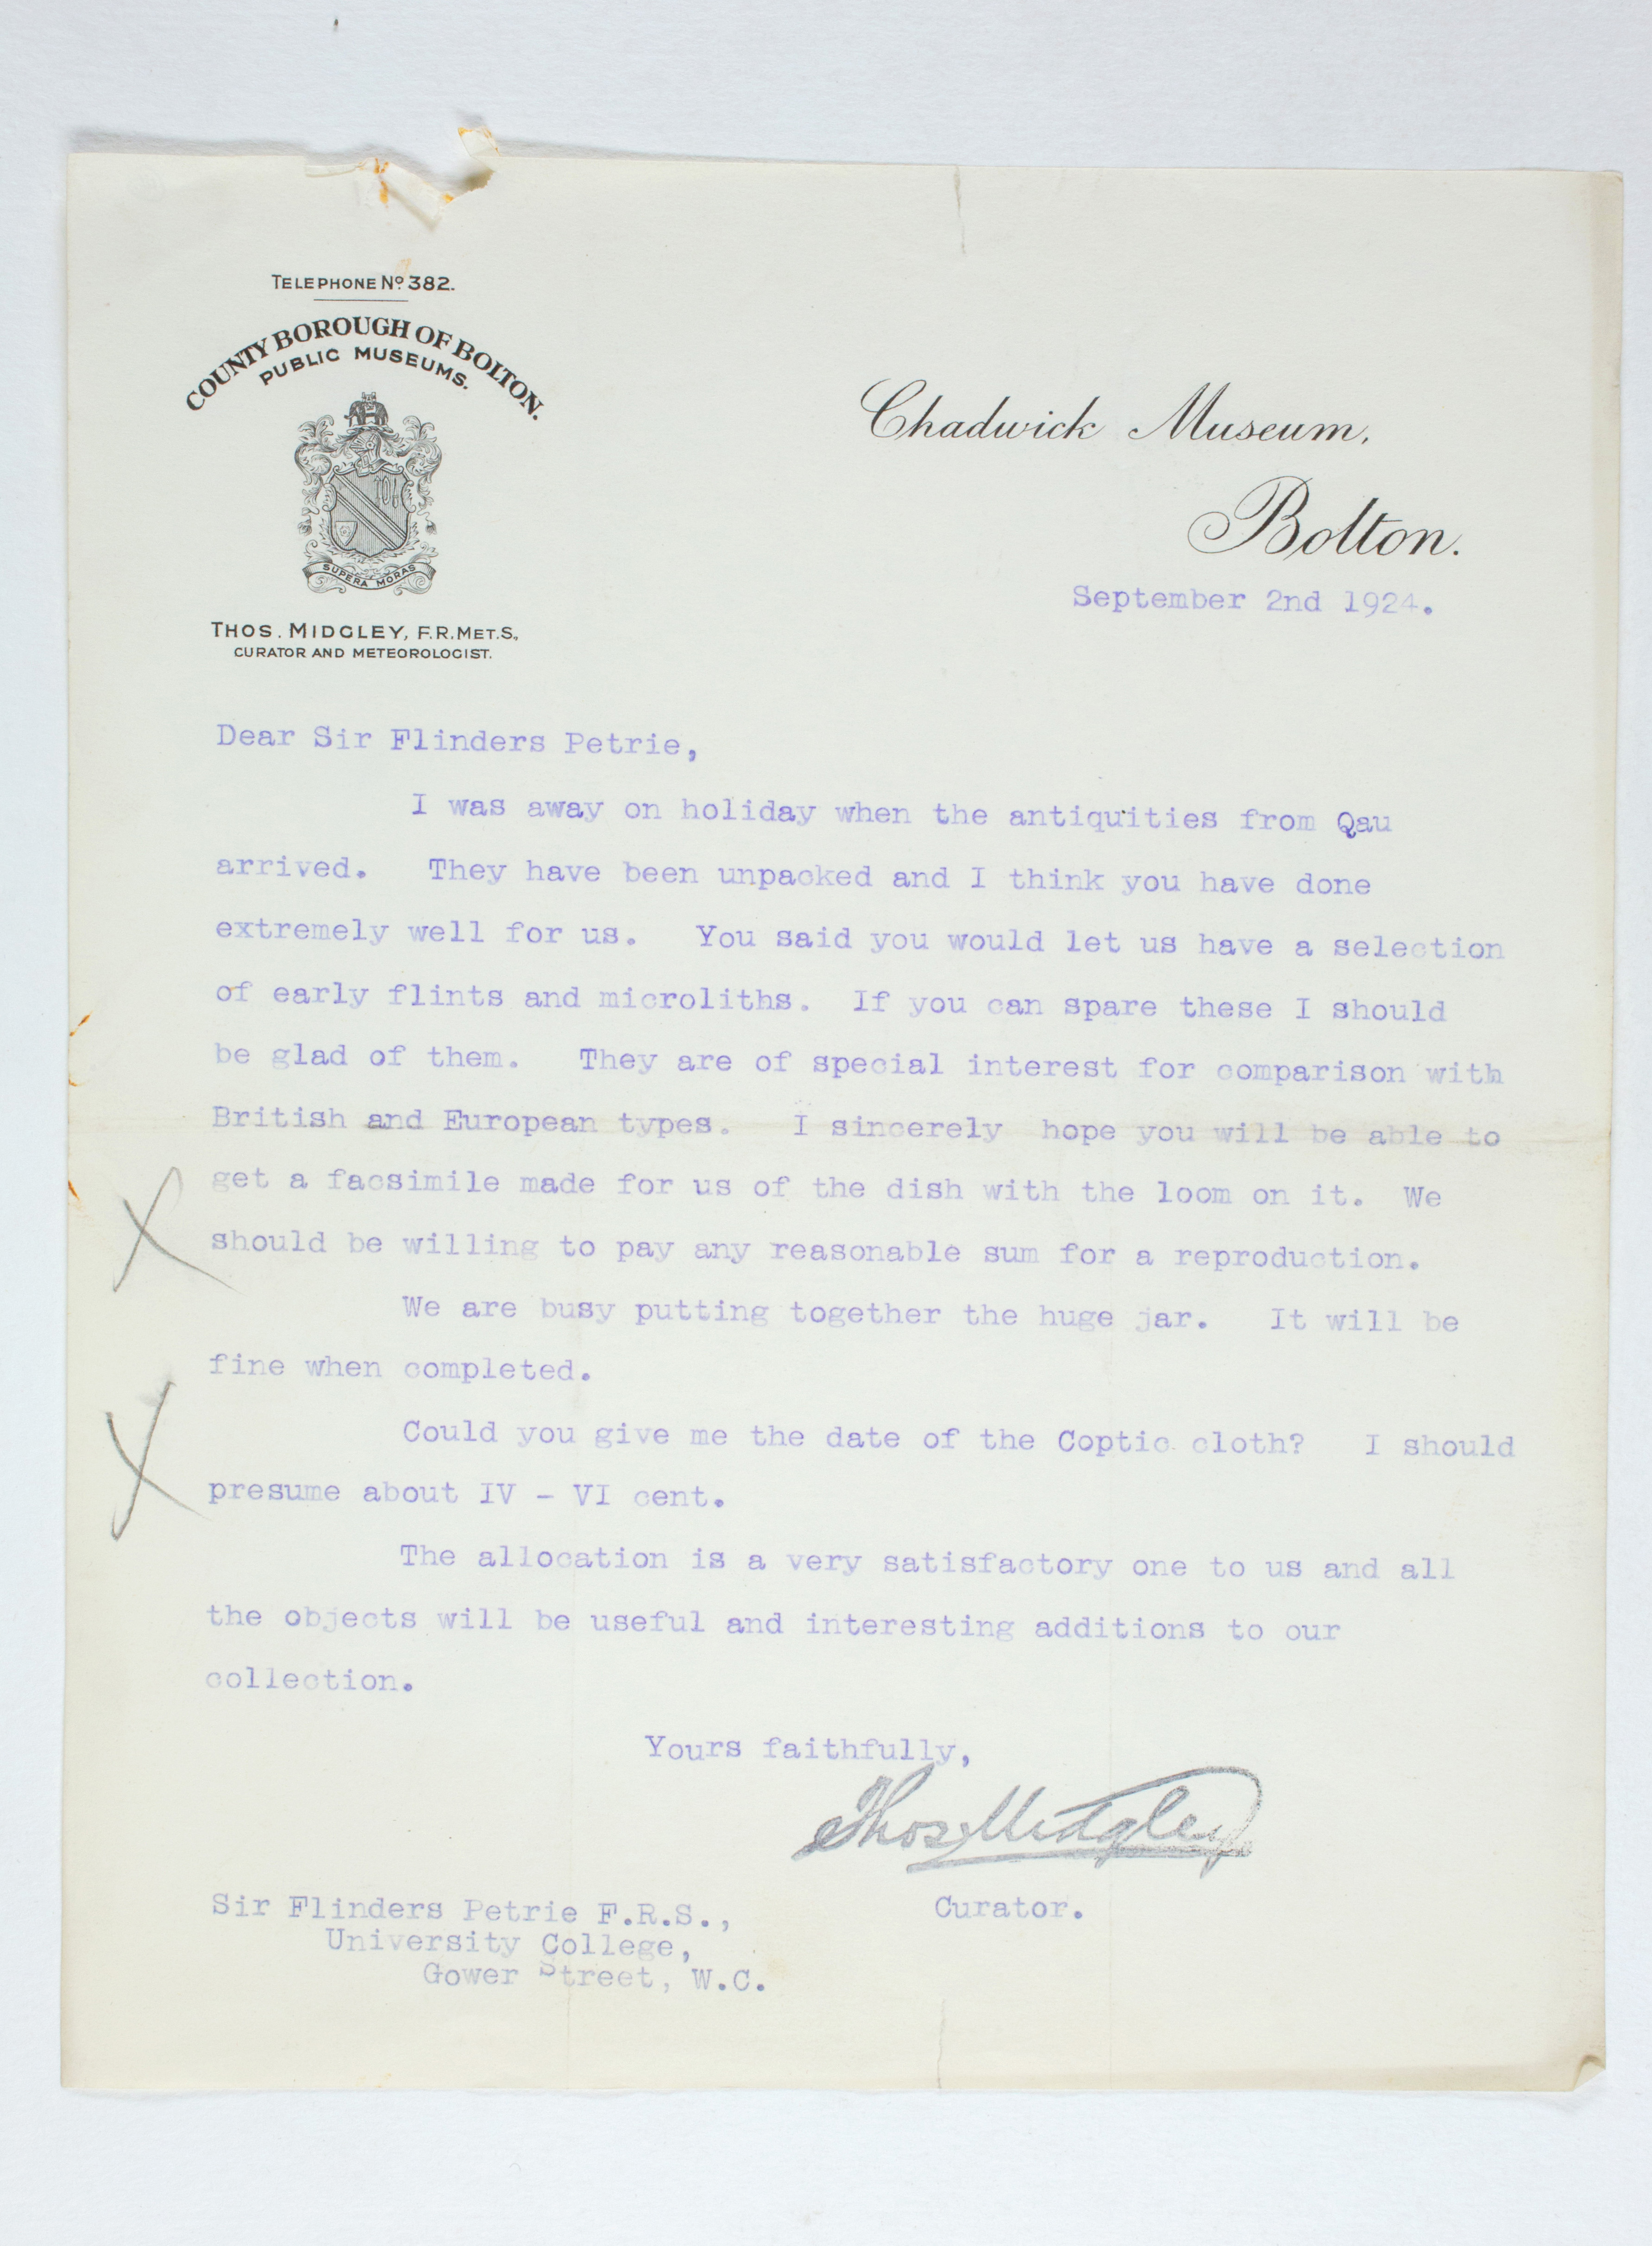 TELEPHONE Nº 382.
COUNTY BOROUGH OF BOLTON.
PUBLIC MUSEUMS.
SUPERA MORAS
THOS. MIDGLEY, F.R.MET.S.,
CURATOR AND METEOROLOGIST.
Chadwick Museum,
Bolton.
September 2nd 1924.
Dear Sir Flinders Petrie,
I was away on holiday when the antiquities from Qau
arrived. They have been unpacked and I think you have done
extremely well for us. You said you would let us have a selection
of early flints and microliths. If you can spare these I should
be glad of them. They are of special interest for comparison with
British and European types. I sincerely hope you will be able to
get a facsimile made for us of the dish with the loom on it. We
should be willing to pay any reasonable sum for a reproduction.
We are busy putting together the huge jar. It will be
fine when completed.
Could you give me the date of the Coptic cloth? I should
presume about IV - VI cent.
The allocation is a very satisfactory one to us and all
the objects will be useful and interesting additions to our
collection.
Yours faithfully,
Thos. Midgley
Curator.
Sir Flinders Petrie F.R.S.,
University College,
Gower Street, W.C.